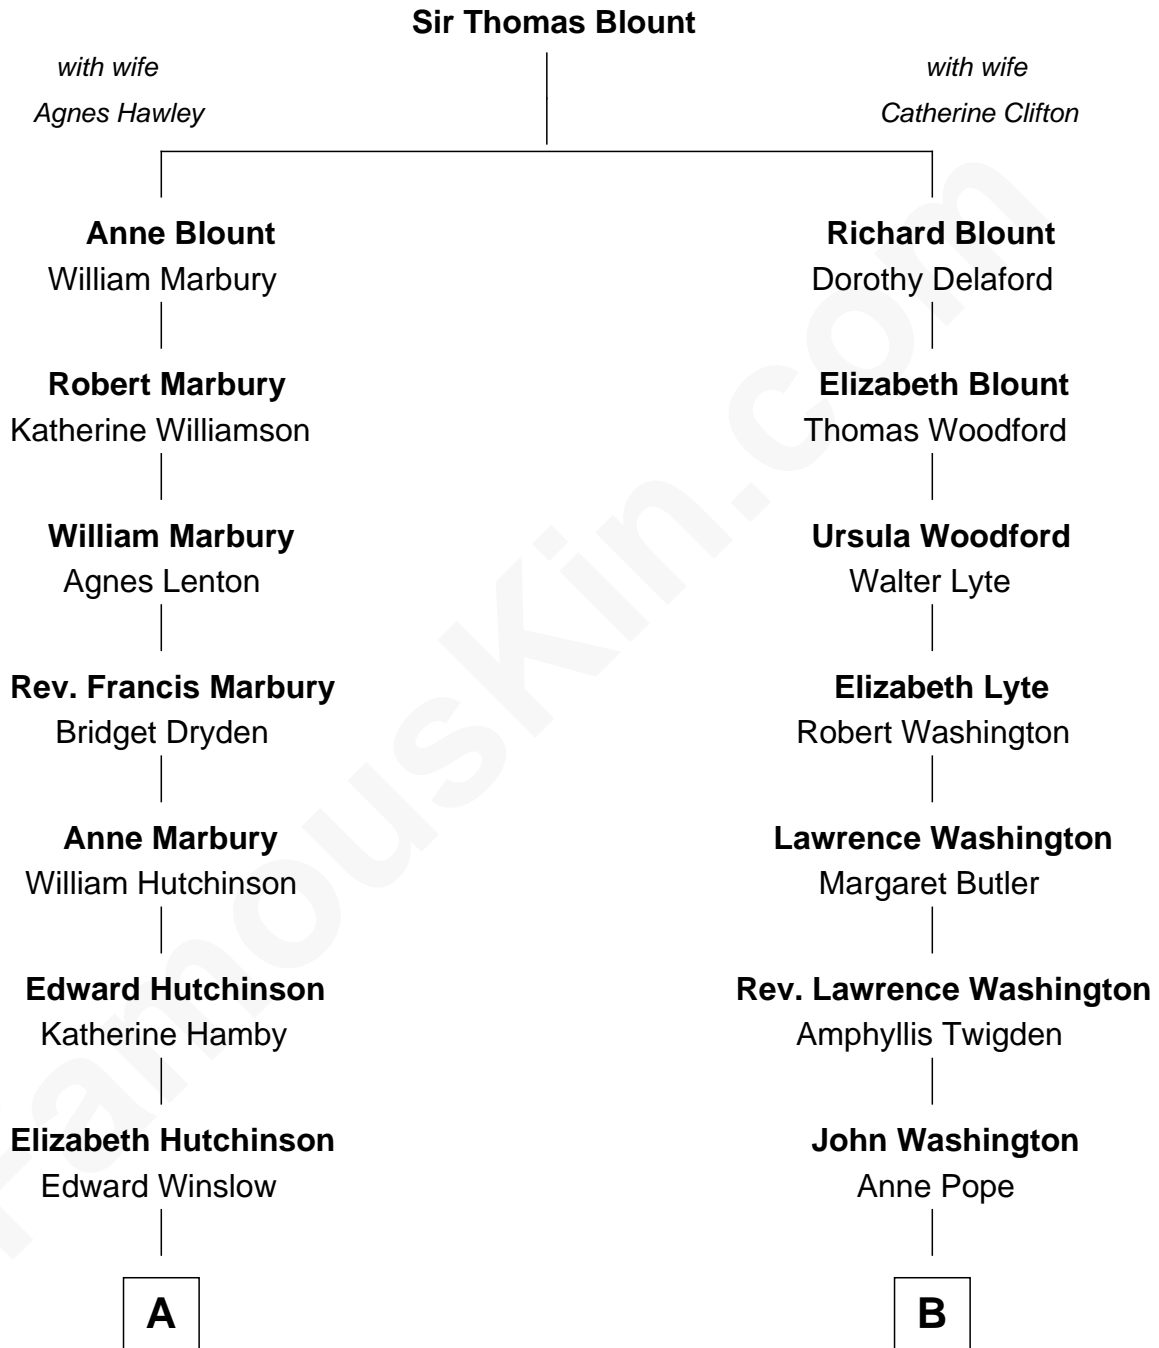 Sir Thomas Blount
with wife
Agnes Hawley
with wife
Catherine Clifton
Anne Blount
William Marbury
Richard Blount
Dorothy Delaford
Robert Marbury
Katherine Williamson
Elizabeth Blount
Thomas Woodford
William Marbury
Agnes Lenton
Ursula Woodford
Walter Lyte
Rev. Francis Marbury
Bridget Dryden
Elizabeth Lyte
Robert Washington
Anne Marbury
William Hutchinson
Lawrence Washington
Margaret Butler
Edward Hutchinson
Katherine Hamby
Rev. Lawrence Washington
Amphyllis Twigden
Elizabeth Hutchinson
Edward Winslow
John Washington
Anne Pope
A
B
FamousKin.com